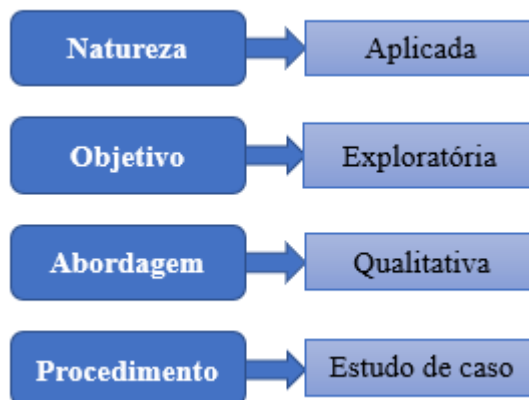 Natureza
Aplicada
Objetivo
Exploratória
Abordagem
Qualitativa
Procedimento
Estudo de caso